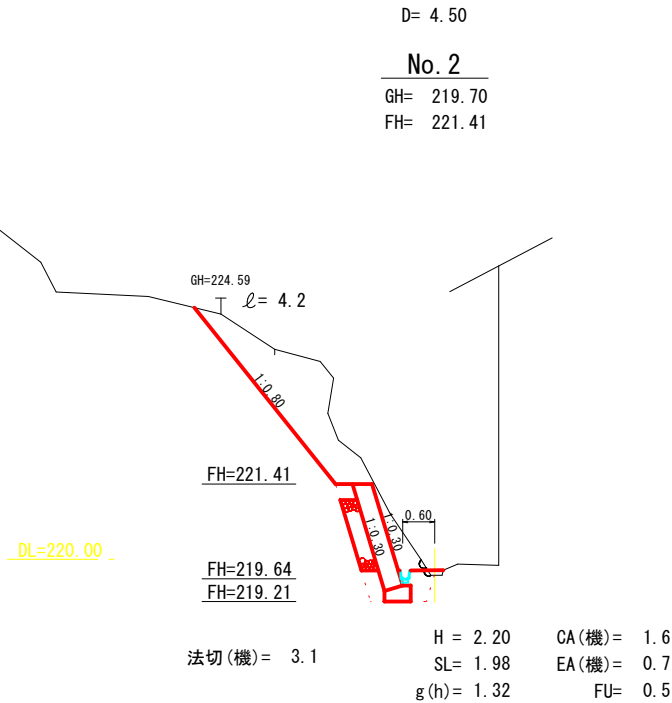 D= 4.50
No.2
GH= 219.70
FH= 221.41
GH=224.59
ℓ= 4.2
1:0.80
FH=221.41
0.60
1:0.30
1:0.30
DL=220.00
FH=219.64
FH=219.21
法切(機)= 3.1
H = 2.20 CA(機)= 1.6
SL= 1.98 EA(機)= 0.7
g(h)= 1.32 FU= 0.5